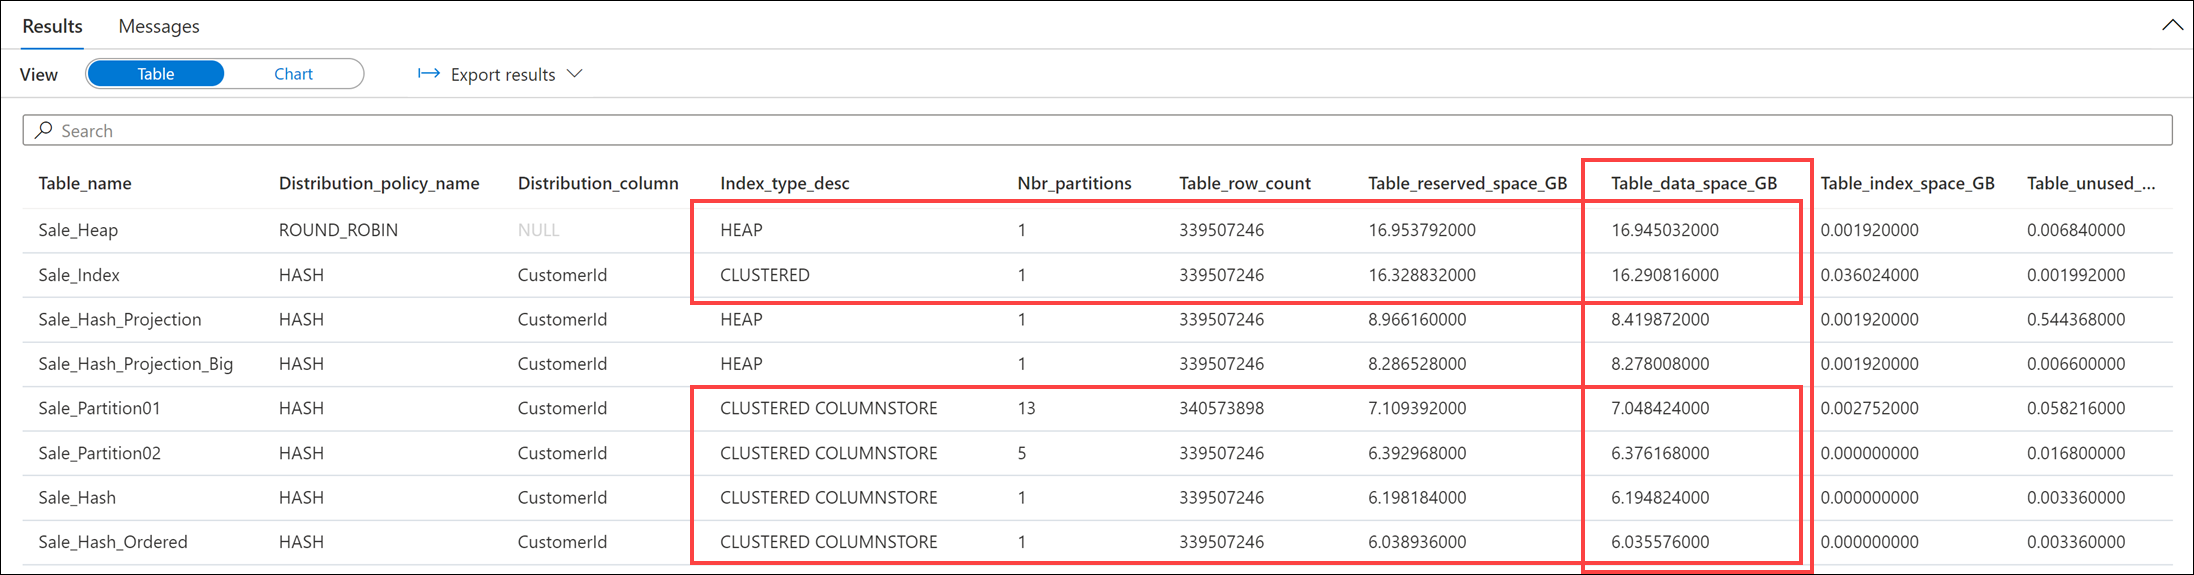 Results Messages
View Table Chart Export results
Search
Table_name Distribution_policy_name Distribution_column Index_type_desc Nbr_partitions Table_row_count Table_reserved_space_GB Table_data_space_GB Table_index_space_GB Table_unused_...
Sale_Heap ROUND_ROBIN NULL HEAP 1 339507246 16.953792000 16.945032000 0.001920000 0.006840000
Sale_Index HASH CustomerId CLUSTERED 1 339507246 16.328832000 16.290816000 0.036024000 0.001992000
Sale_Hash_Projection HASH CustomerId HEAP 1 339507246 8.966160000 8.419872000 0.001920000 0.544368000
Sale_Hash_Projection_Big HASH CustomerId HEAP 1 339507246 8.286528000 8.278008000 0.001920000 0.006600000
Sale_Partition01 HASH CustomerId CLUSTERED COLUMNSTORE 13 340573898 7.109392000 7.048424000 0.002752000 0.058216000
Sale_Partition02 HASH CustomerId CLUSTERED COLUMNSTORE 5 339507246 6.392968000 6.376168000 0.000000000 0.016800000
Sale_Hash HASH CustomerId CLUSTERED COLUMNSTORE 1 339507246 6.198184000 6.194824000 0.000000000 0.003360000
Sale_Hash_Ordered HASH CustomerId CLUSTERED COLUMNSTORE 1 339507246 6.038936000 6.035576000 0.000000000 0.003360000